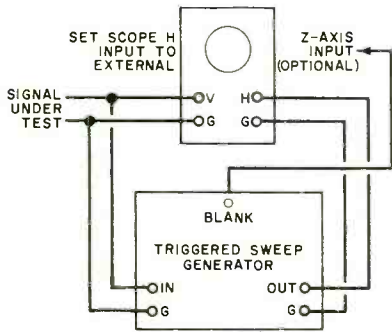 SET SCOPE H
INPUT TO
EXTERNAL
Z-AXIS
INPUT
(OPTIONAL)
SIGNAL
UNDER
TEST
V
H
G
G
BLANK
TRIGGERED SWEEP
GENERATOR
IN
OUT
G
G